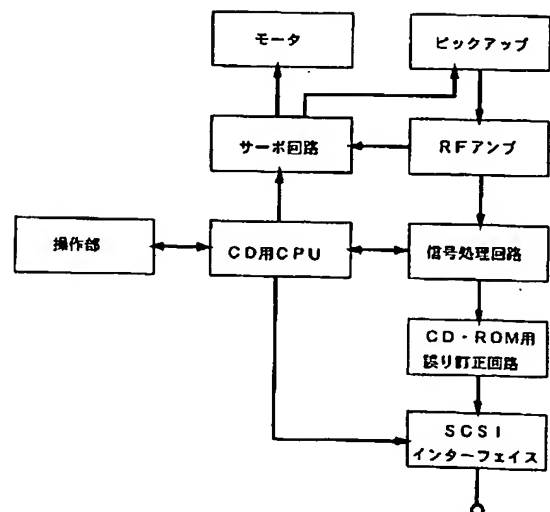 モータ
ピックアップ
サーボ回路
RFアンプ
操作部
CD用CPU
信号処理回路
CD・ROM用
誤り訂正回路
SCSI
インターフェイス